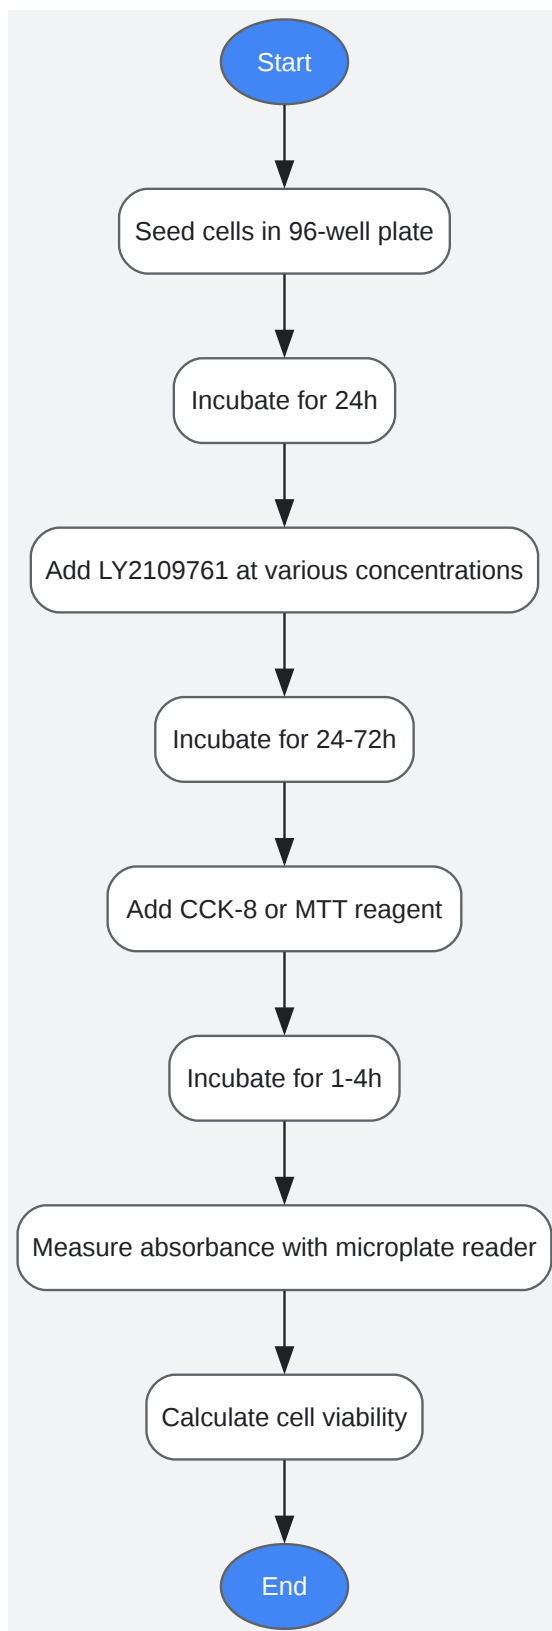 Start
Seed cells in 96-well plate
Incubate for 24h
Add LY2109761 at various concentrations
Incubate for 24-72h
Add CCK-8 or MTT reagent
Incubate for 1-4h
Measure absorbance with microplate reader
Calculate cell viability
End